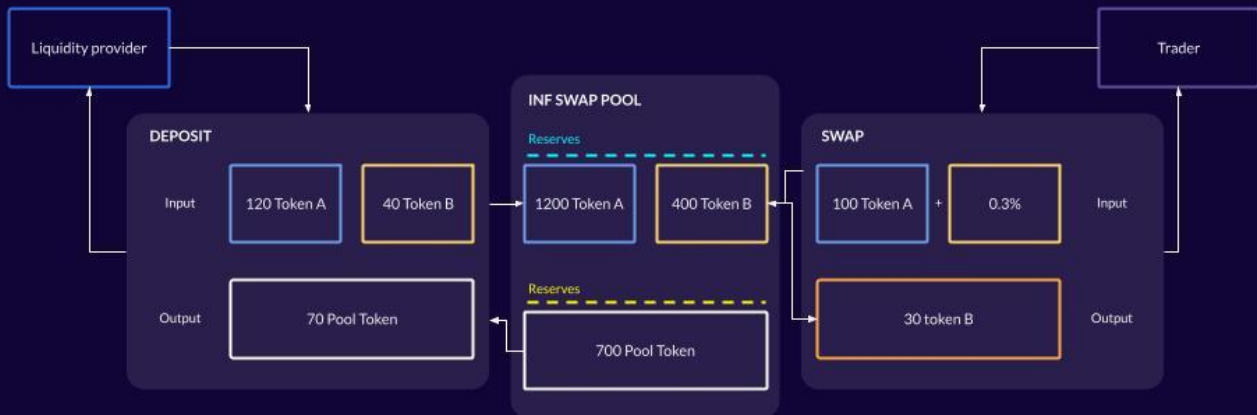 Liquidity provider
Trader
DEPOSIT
Input
120 Token A
40 Token B
Output
70 Pool Token
INF SWAP POOL
Reserves
1200 Token A
400 Token B
Reserves
700 Pool Token
SWAP
100 Token A
+
0.3%
Input
30 token B
Output